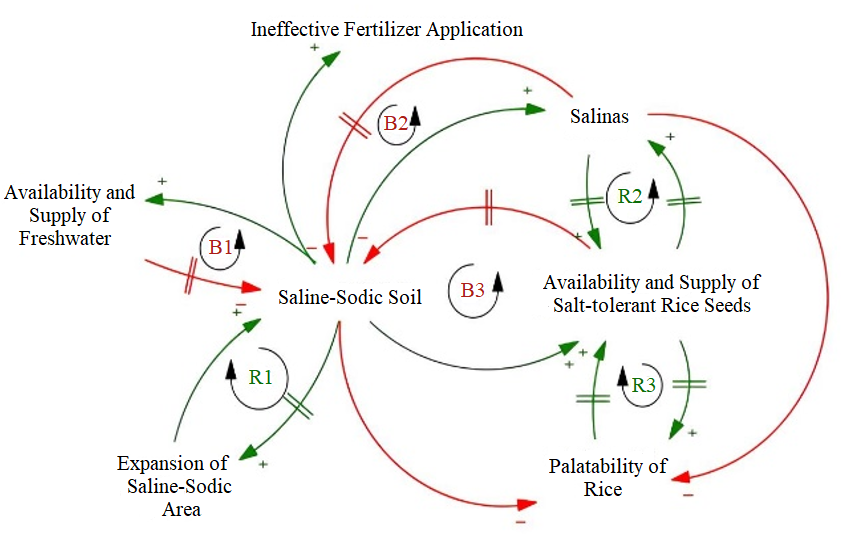 Ineffective Fertilizer Application
+
+
B2
Salinas
+
Availability and
Supply of
Freshwater
+
R2
+
B1
−
−
−
Saline-Sodic Soil
B3
Availability and Supply of
Salt-tolerant Rice Seeds
+
R1
+
+
R3
+
+
Expansion of
Saline-Sodic
Area
Palatability of
Rice
−
−